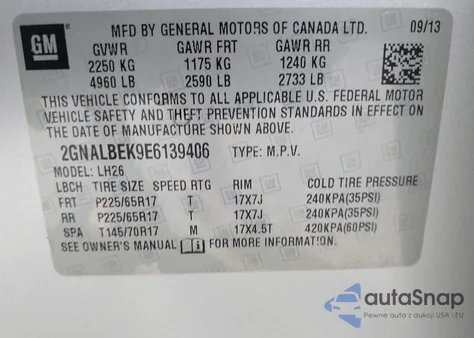 GM
MFD BY GENERAL MOTORS OF CANADA LTD. 09/13
GVWR GAWR FRT GAWR RR
2250 KG 1175 KG 1240 KG
4960 LB 2590 LB 2733 LB
THIS VEHICLE CONFORMS TO ALL APPLICABLE U.S. FEDERAL MOTOR
VEHICLE SAFETY AND THEFT PREVENTION STANDARDS IN EFFECT ON
THE DATE OF MANUFACTURE SHOWN ABOVE.
2GNALBEK9E6139406 TYPE: M.P.V.
MODEL: LH26
LBCH TIRE SIZE SPEED RTG RIM COLD TIRE PRESSURE
FRT P225/65R17 T 17X7J 240KPA(35PSI)
RR P225/65R17 T 17X7J 240KPA(35PSI)
SPA T145/70R17 M 17X4.5T 420KPA(60PSI)
SEE OWNER'S MANUAL FOR MORE INFORMATION.
autaSnap
Pewne auta z aukcji USA i EU